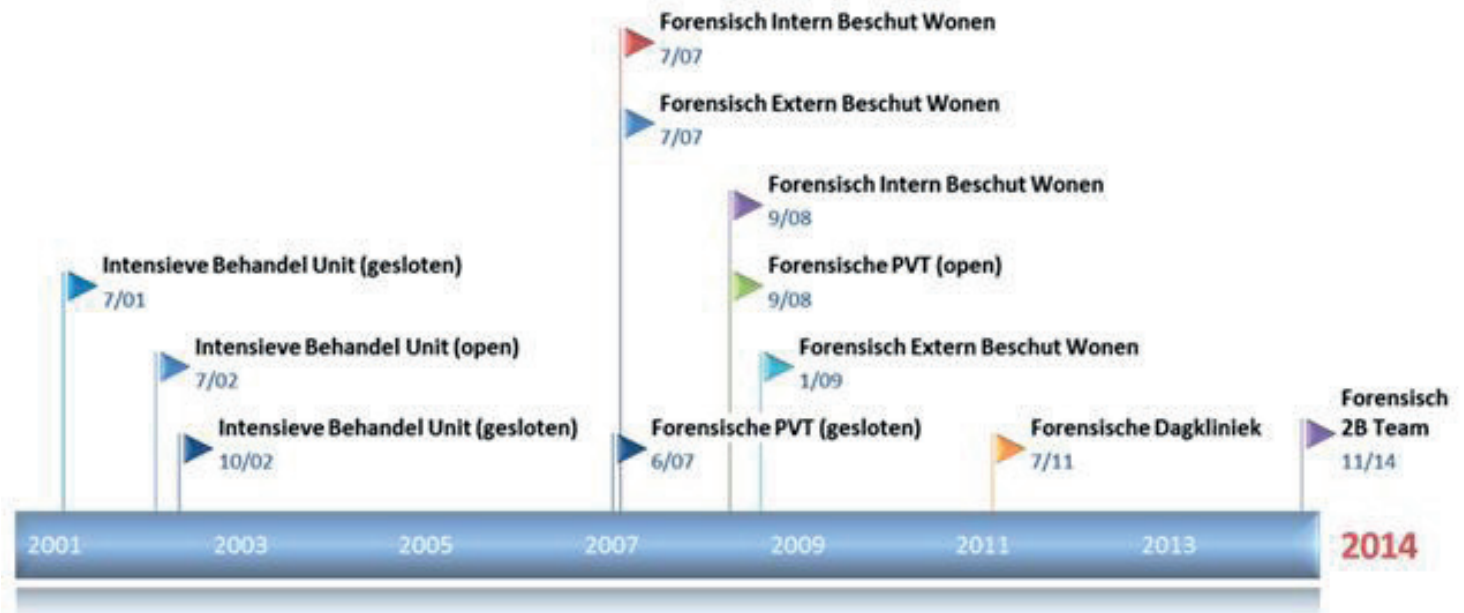 Forensisch Intern Beschut Wonen
7/07
Forensisch Extern Beschut Wonen
7/07
Forensisch Intern Beschut Wonen
9/08
Intensieve Behandel Unit (gesloten)
7/01
Forensische PVT (open)
9/08
Intensieve Behandel Unit (open)
7/02
Forensisch Extern Beschut Wonen
1/09
Intensieve Behandel Unit (gesloten)
10/02
Forensische PVT (gesloten)
6/07
Forensische Dagkliniek
7/11
Forensisch
2B Team
11/14
2001 2003 2005 2007 2009 2011 2013 2014